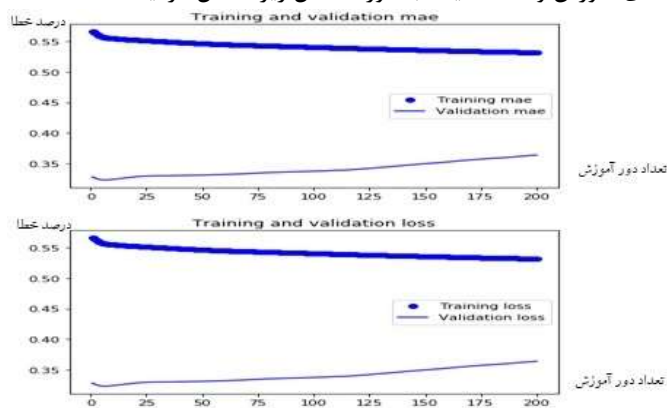 درصد خطا
Training and validation mae
0.55
0.50
0.45
0.40
0.35
Training mae
Validation mae
تعداد دور آموزش
0 25 50 75 100 125 150 175 200
درصد خطا
Training and validation loss
0.55
0.50
0.45
0.40
0.35
Training loss
Validation loss
تعداد دور آموزش
0 25 50 75 100 125 150 175 200